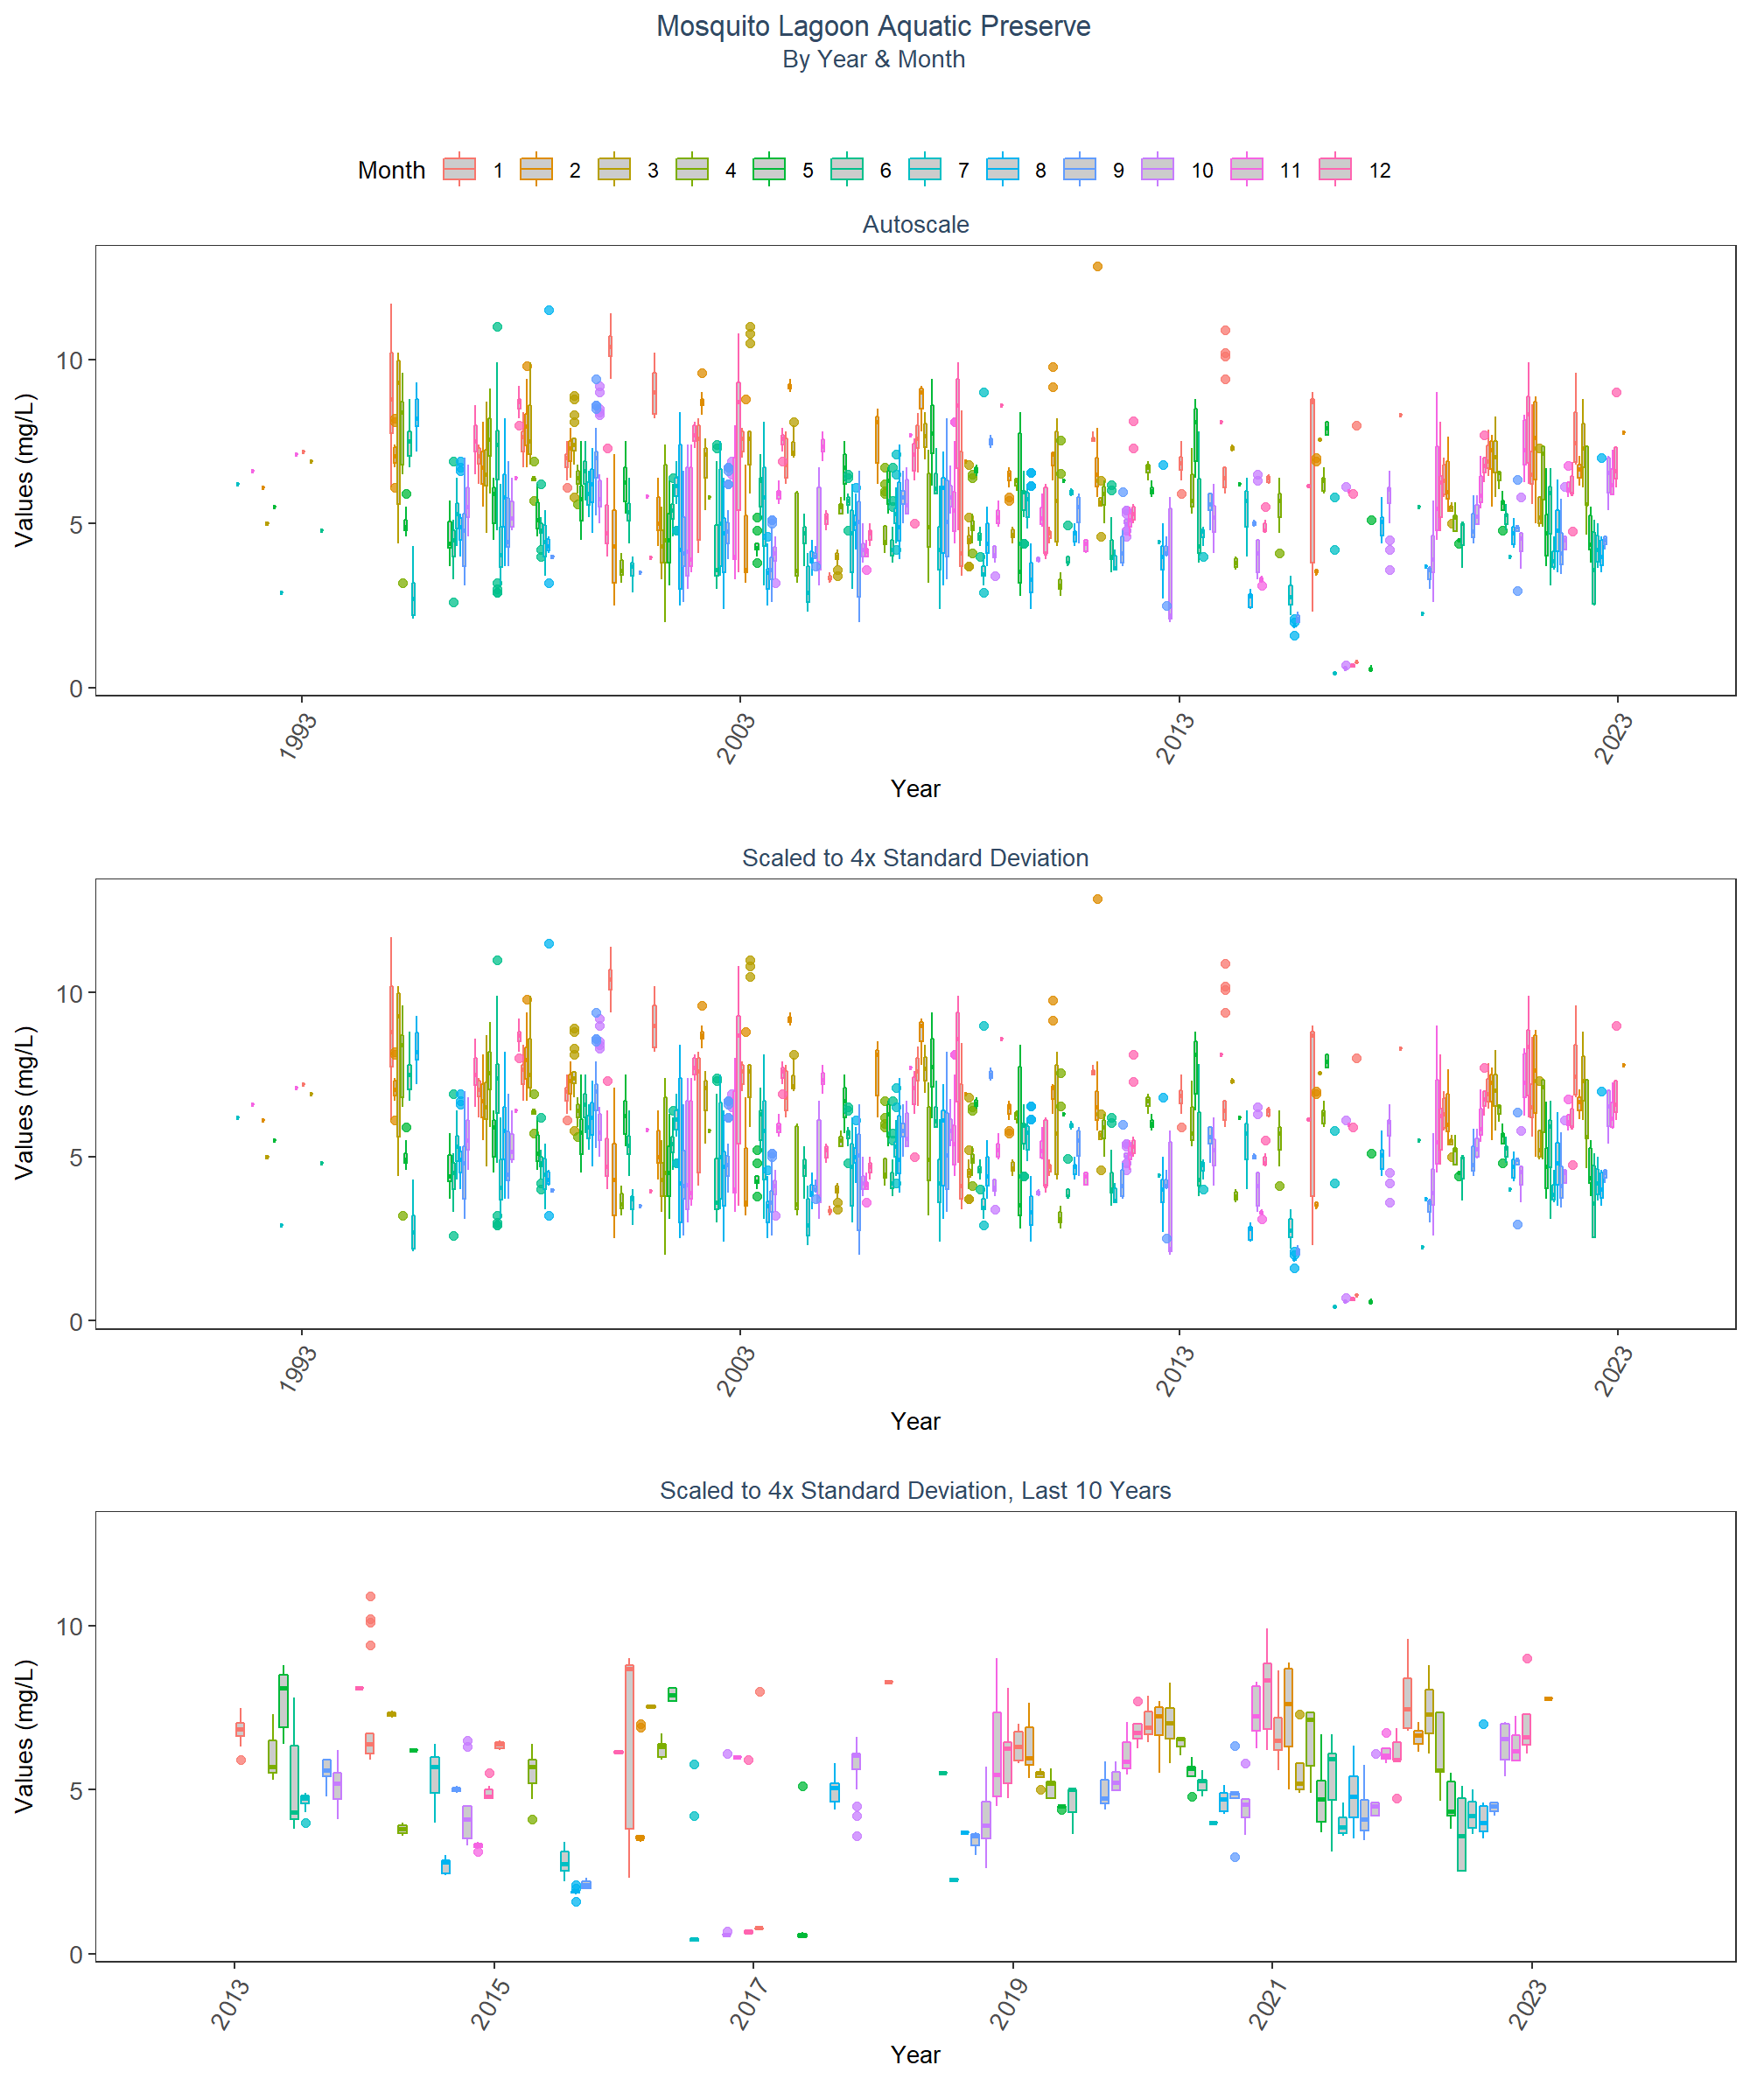 Mosquito Lagoon Aquatic Preserve
By Year & Month
Month 1 2 3 4 5 6 7 8 9 10 11 12
Autoscale
Values (mg/L)
10
5
0
1993 2003 2013 2023
Year
Scaled to 4x Standard Deviation
Values (mg/L)
10
5
0
1993 2003 2013 2023
Year
Scaled to 4x Standard Deviation, Last 10 Years
Values (mg/L)
10
5
0
2013 2015 2017 2019 2021 2023
Year